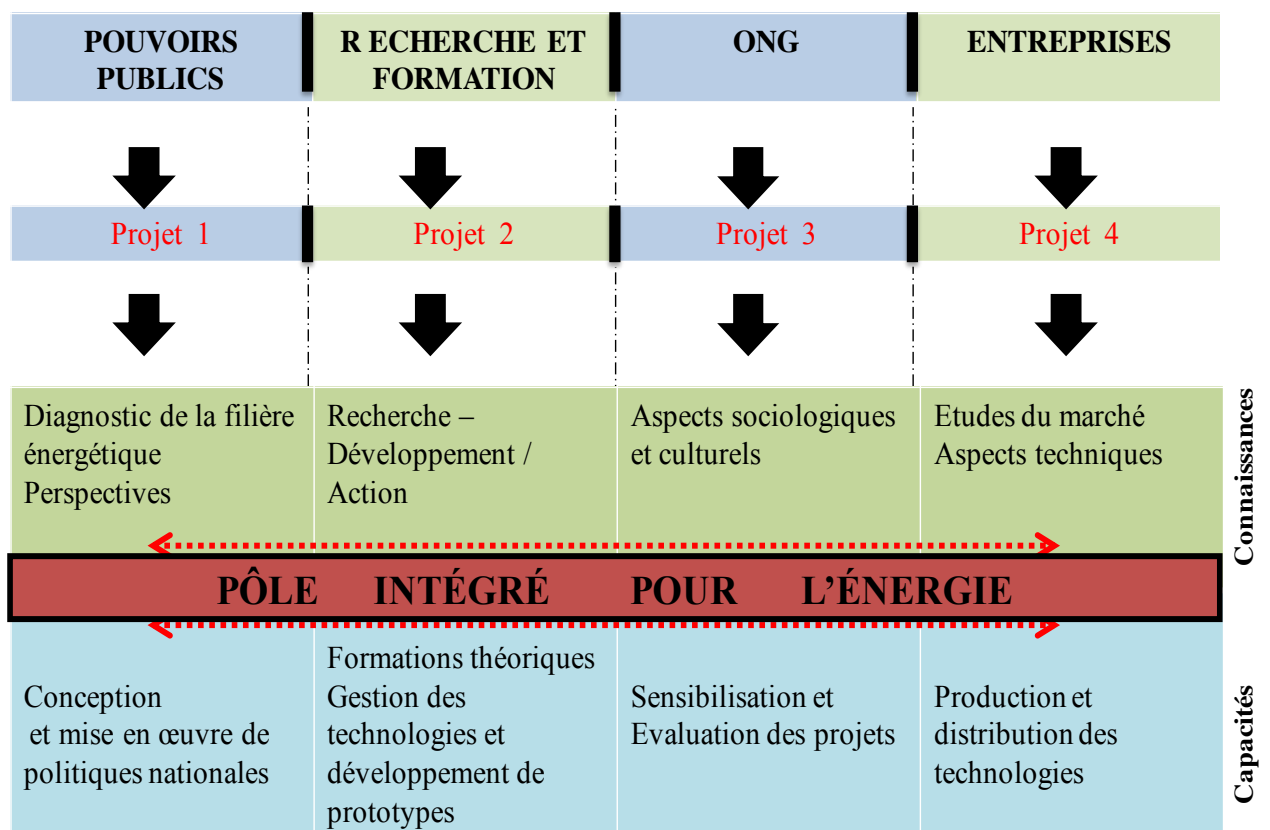 POUVOIRS
PUBLICS
R ECHERCHE ET
FORMATION
ONG
ENTREPRISES
Projet 1
Projet 2
Projet 3
Projet 4
Diagnostic de la filière
énergétique
Perspectives
Recherche –
Développement /
Action
Aspects sociologiques
et culturels
Etudes du marché
Aspects techniques
Connaissances
PÔLE INTÉGRÉ POUR L’ÉNERGIE
Conception
et mise en œuvre de
politiques nationales
Formations théoriques
Gestion des
technologies et
développement de
prototypes
Sensibilisation et
Evaluation des projets
Production et
distribution des
technologies
Capacités